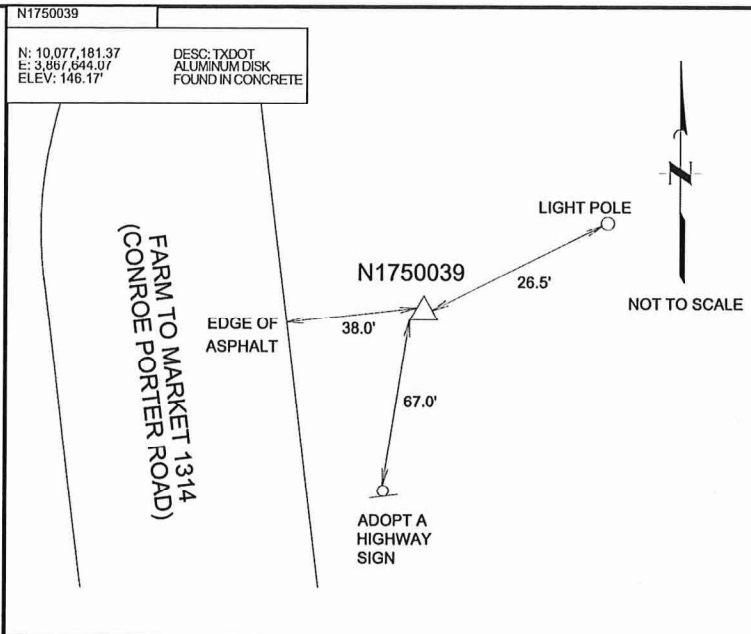 N1750039
N: 10,077,181.37
E: 3,867,644.07
ELEV: 146.17'
DESC: TXDOT
ALUMINUM DISK
FOUND IN CONCRETE
FARM TO MARKET 1314
(CONROE PORTER ROAD)
EDGE OF
ASPHALT
38.0'
N1750039
LIGHT POLE
26.5'
67.0'
ADOPT A
HIGHWAY
SIGN
N
NOT TO SCALE